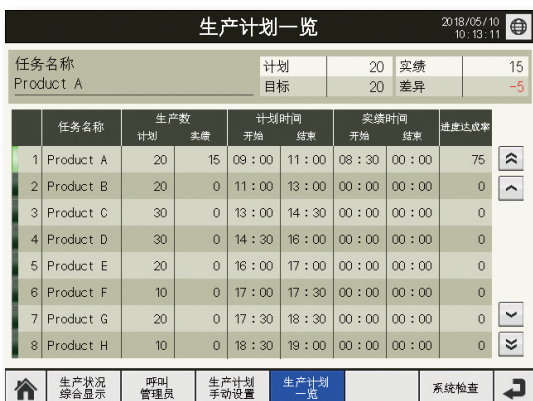 生产计划一览
2018/05/10
10:13:11
任务名称
Product A
计划 20 实绩 15
目标 20 差异 -5
任务名称 生产数 计划时间 实绩时间 进度达成率
计划 实绩 开始 结束 开始 结束
1 Product A 20 15 09:00 11:00 08:30 00:00 75
2 Product B 20 0 11:00 13:00 00:00 00:00 0
3 Product C 30 0 13:00 14:30 00:00 00:00 0
4 Product D 30 0 14:30 16:00 00:00 00:00 0
5 Product E 20 0 16:00 17:00 00:00 00:00 0
6 Product F 10 0 17:00 17:30 00:00 00:00 0
7 Product G 20 0 17:30 18:30 00:00 00:00 0
8 Product H 10 0 18:30 19:00 00:00 00:00 0
生产状况
综合显示
呼叫
管理员
生产计划
手动设置
生产计划
一览
系统检查